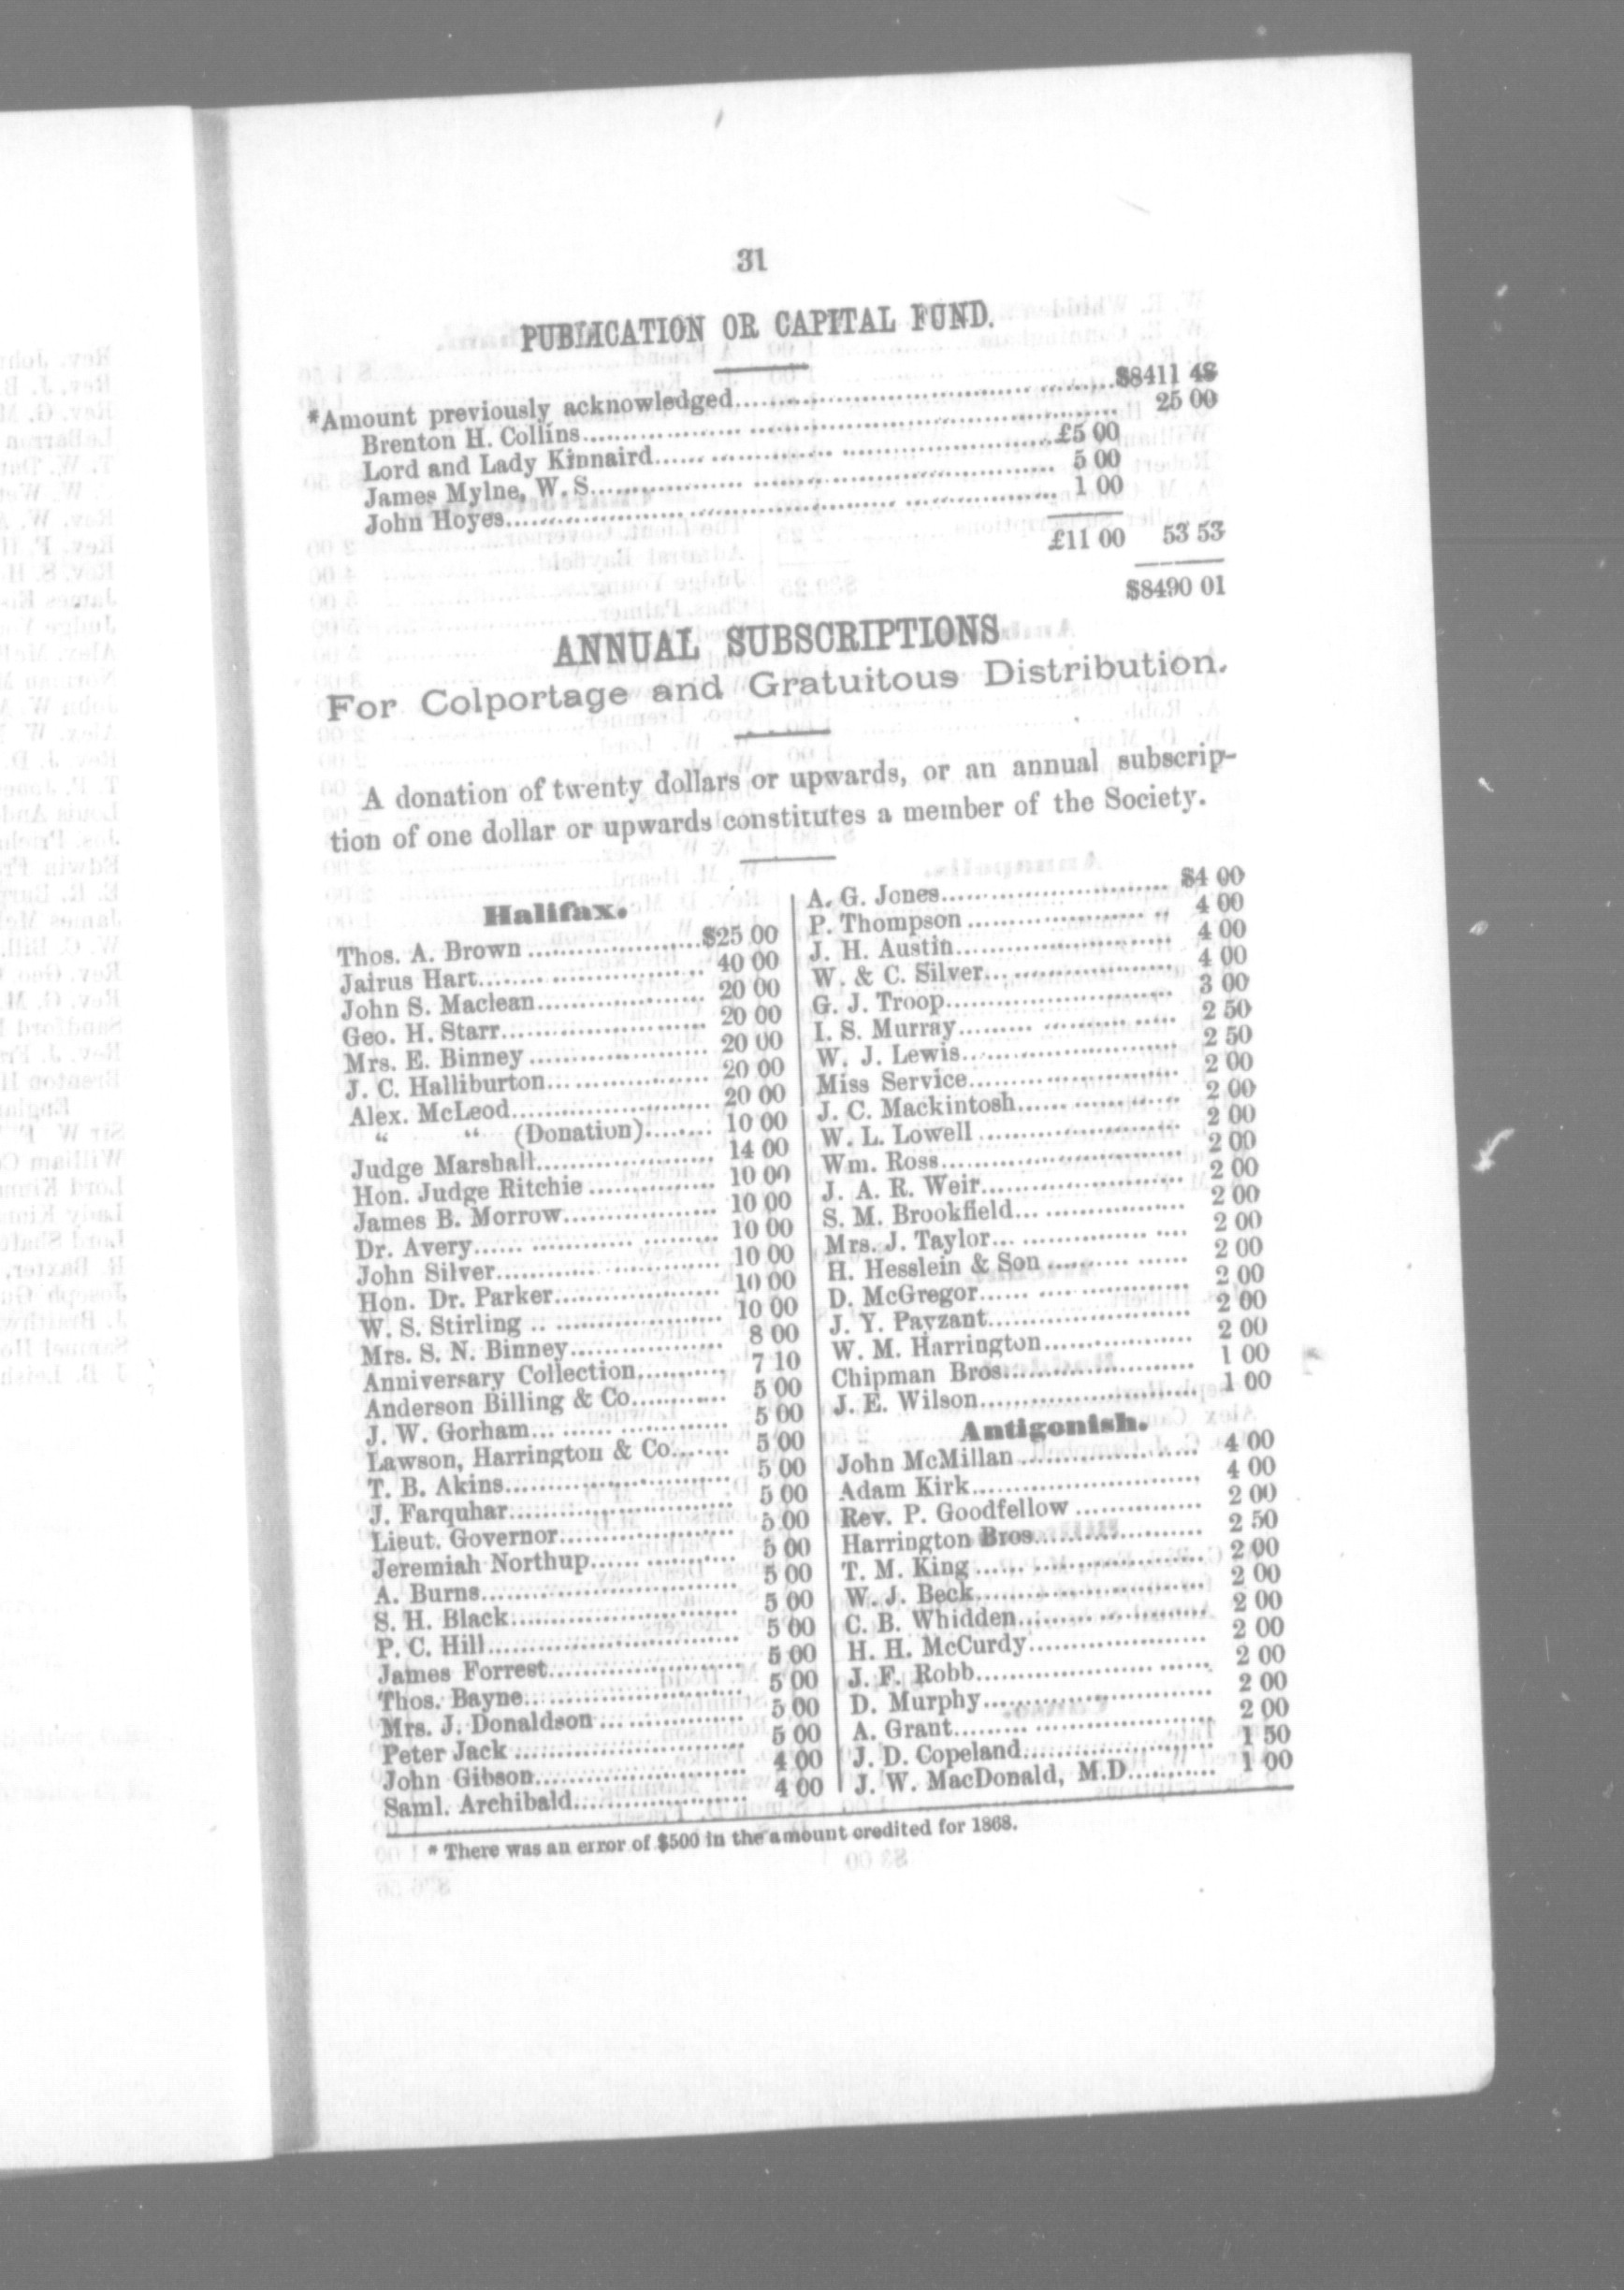 31
PUBLICATION OR CAPITAL FUND.
*Amount previously acknowledged........$8411 48
Brenton H. Collins........ 25 00
Lord and Lady Kinnaird........£5 00
James Mylne, W. S........ 5 00
John Hoyes........ 1 00
£11 00 53 53
$8490 01
ANNUAL SUBSCRIPTIONS
For Colportage and Gratuitous Distribution.
A donation of twenty dollars or upwards, or an annual subscrip-
tion of one dollar or upwards constitutes a member of the Society.
Halifax.
Thos. A. Brown........$25 00
Jairus Hart........ 40 00
John S. Maclean........ 20 00
Geo. H. Starr........ 20 00
Mrs. E. Binney........ 20 00
J. C. Halliburton........ 20 00
Alex. McLeod........ 20 00
" " (Donation)........ 10 00
Judge Marshall........ 14 00
Hon. Judge Ritchie........ 10 00
James B. Morrow........ 10 00
Dr. Avery........ 10 00
John Silver........ 10 00
Hon. Dr. Parker........ 10 00
W. S. Stirling........ 10 00
Mrs. S. N. Binney........ 8 00
Anniversary Collection........ 7 10
Anderson Billing & Co........ 5 00
J. W. Gorham........ 5 00
Lawson, Harrington & Co........ 5 00
T. B. Akins........ 5 00
J. Farquhar........ 5 00
Lieut. Governor........ 5 00
Jeremiah Northup........ 5 00
A. Burns........ 5 00
S. H. Black........ 5 00
P. C. Hill........ 5 00
James Forrest........ 5 00
Thos. Bayne........ 5 00
Mrs. J. Donaldson........ 5 00
Peter Jack........ 5 00
John Gibson........ 4 00
Saml. Archibald........ 4 00
A. G. Jones........ $4 00
P. Thompson........ 4 00
J. H. Austin........ 4 00
W. & C. Silver........ 4 00
G. J. Troop........ 3 00
I. S. Murray........ 2 50
W. J. Lewis........ 2 50
Miss Service........ 2 00
J. C. Mackintosh........ 2 00
W. L. Lowell........ 2 00
Wm. Ross........ 2 00
J. A. R. Weir........ 2 00
S. M. Brookfield........ 2 00
Mrs. J. Taylor........ 2 00
H. Hesslein & Son........ 2 00
D. McGregor........ 2 00
J. Y. Payzant........ 2 00
W. M. Harrington........ 2 00
Chipman Bros........ 1 00
J. E. Wilson........ 1 00
Antigonish.
John McMillan........ 4 00
Adam Kirk........ 4 00
Rev. P. Goodfellow........ 2 00
Harrington Bros........ 2 50
T. M. King........ 2 00
W. J. Beck........ 2 00
C. B. Whidden........ 2 00
H. H. McCurdy........ 2 00
J. F. Robb........ 2 00
D. Murphy........ 2 00
A. Grant........ 2 00
J. D. Copeland........ 1 50
J. W. MacDonald, M.D........ 1 00
* There was an error of $500 in the amount credited for 1868.